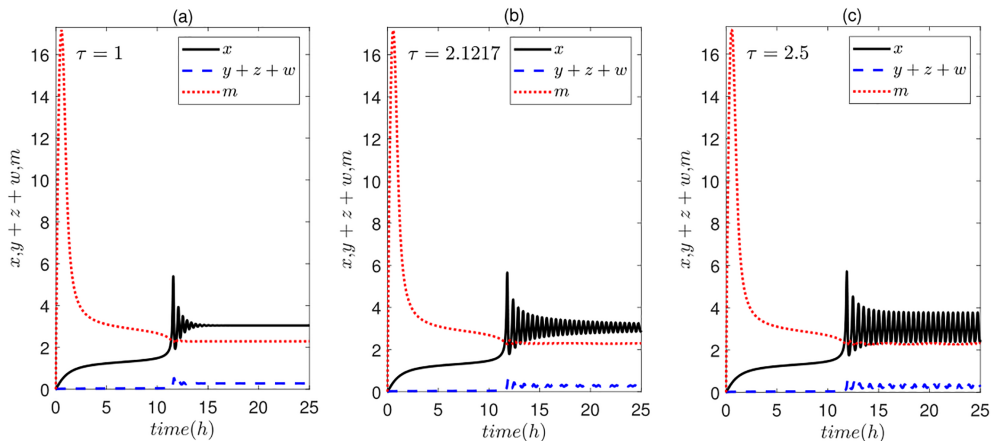 (a)
τ = 1
x
y + z + w
m
x,y + z + w,m
16
14
12
10
8
6
4
2
0
0 5 10 15 20 25
time(h)
(b)
τ = 2.1217
x
y + z + w
m
x,y + z + w,m
16
14
12
10
8
6
4
2
0
0 5 10 15 20 25
time(h)
(c)
τ = 2.5
x
y + z + w
m
x,y + z + w,m
16
14
12
10
8
6
4
2
0
0 5 10 15 20 25
time(h)